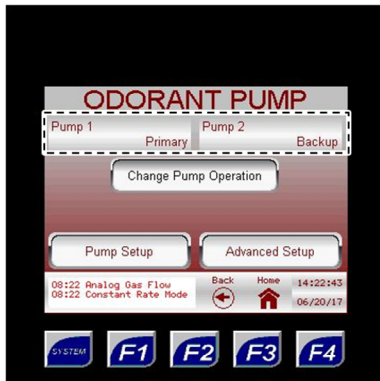 ODORANT PUMP
Pump 1
Primary
Pump 2
Backup
Change Pump Operation
Pump Setup
Advanced Setup
08:22 Analog Gas Flow
08:22 Constant Rate Mode
Back
Home
14:22:43
06/20/17
SYSTEM
F1
F2
F3
F4